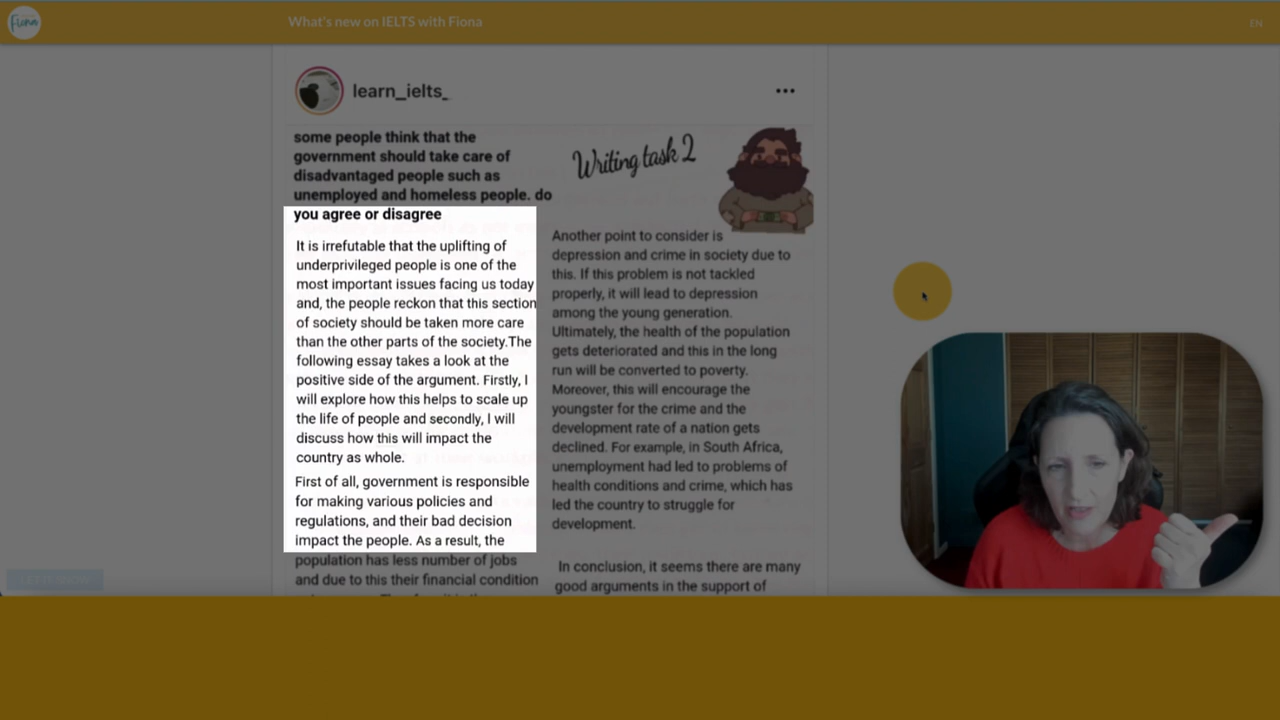 Fiona
What's new on IELTS with Fiona
EN
learn_ielts_
some people think that the
government should take care of
disadvantaged people such as
unemployed and homeless people. do
you agree or disagree
Writing task 2
It is irrefutable that the uplifting of
underprivileged people is one of the
most important issues facing us today
and, the people reckon that this section
of society should be taken more care
than the other parts of the society.The
following essay takes a look at the
positive side of the argument. Firstly, I
will explore how this helps to scale up
the life of people and secondly, I will
discuss how this will impact the
country as whole.
First of all, government is responsible
for making various policies and
regulations, and their bad decision
impact the people. As a result, the
population has less number of jobs
and due to this their financial condition
Another point to consider is
depression and crime in society due to
this. If this problem is not tackled
properly, it will lead to depression
among the young generation.
Ultimately, the health of the population
gets deteriorated and this in the long
run will be converted to poverty.
Moreover, this will encourage the
youngster for the crime and the
development rate of a nation gets
declined. For example, in South Africa,
unemployment had led to problems of
health conditions and crime, which has
led the country to struggle for
development.
In conclusion, it seems there are many
good arguments in the support of